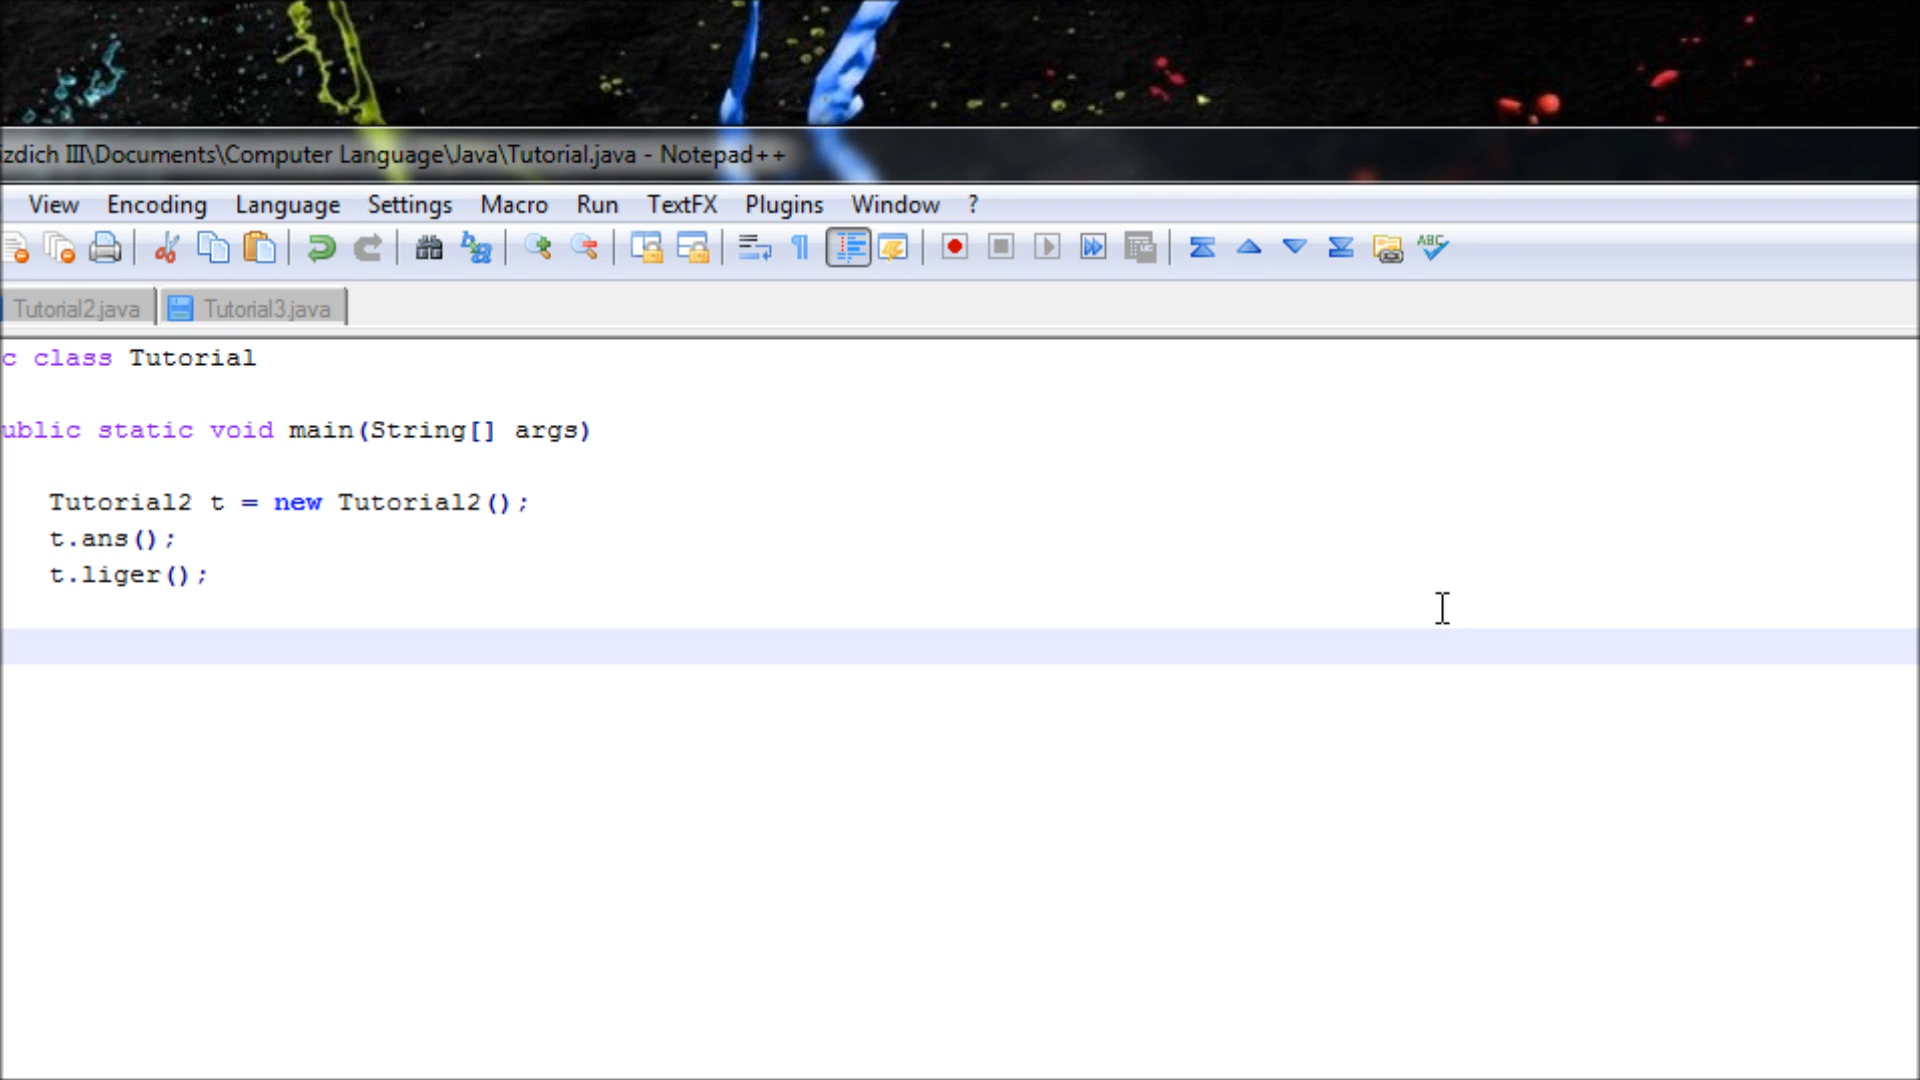 izdich III\Documents\Computer Language\Java\Tutorial.java - Notepad++
View Encoding Language Settings Macro Run TextFX Plugins Window ?
ABC
Tutorial2.java Tutorial3.java
c class Tutorial
ublic static void main(String[] args)
Tutorial2 t = new Tutorial2();
t.ans();
t.liger();